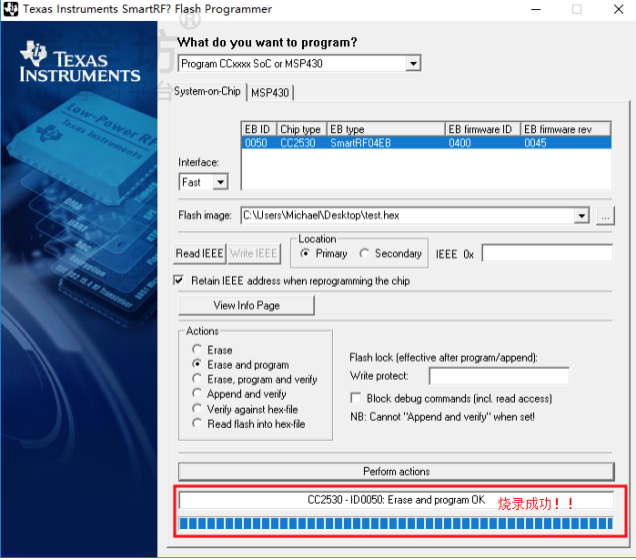 Texas Instruments SmartRF? Flash Programmer
TEXAS
INSTRUMENTS
Low-Power RF
Texas Instruments
What do you want to program?
Program CCxxxx SoC or MSP430
System-on-Chip
MSP430
EB ID
Chip type
EB type
EB firmware ID
EB firmware rev
0050
CC2530
SmartRF04EB
0400
0045
Interface:
Fast
Flash image:
C:\Users\Michael\Desktop\test.hex
...
Read IEEE
Write IEEE
Location
Primary
Secondary
IEEE 0x
Retain IEEE address when reprogramming the chip
View Info Page
Actions
Erase
Erase and program
Erase, program and verify
Append and verify
Verify against hex-file
Read flash into hex-file
Flash lock (effective after program/append):
Write protect:
Block debug commands (incl. read access)
NB: Cannot "Append and verify" when set!
Perform actions
CC2530 - ID0050: Erase and program OK
烧录成功！！